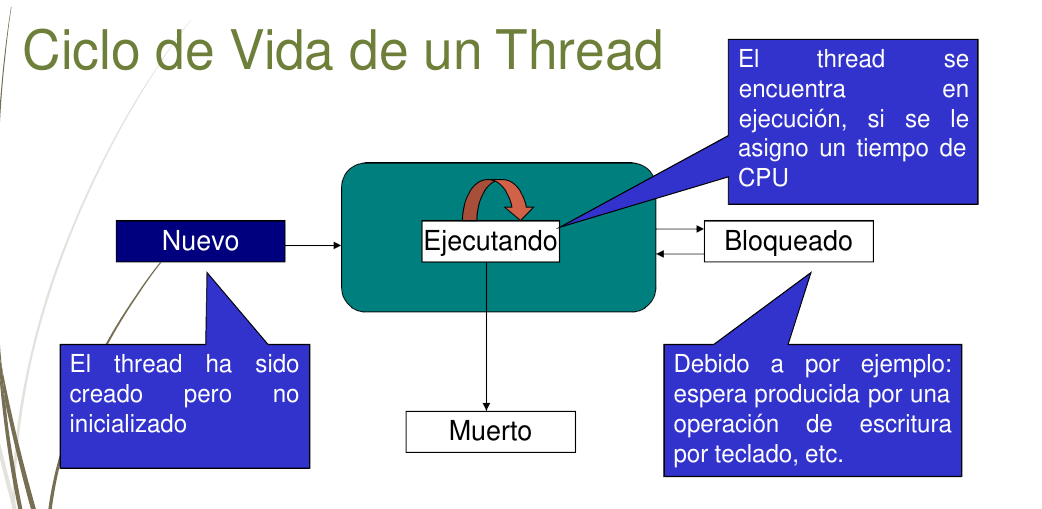 Ciclo de Vida de un Thread
El thread se
encuentra en
ejecución, si se le
asigno un tiempo de
CPU
Nuevo
Ejecutando
Bloqueado
El thread ha sido
creado pero no
inicializado
Debido a por ejemplo:
espera producida por una
operación de escritura
por teclado, etc.
Muerto